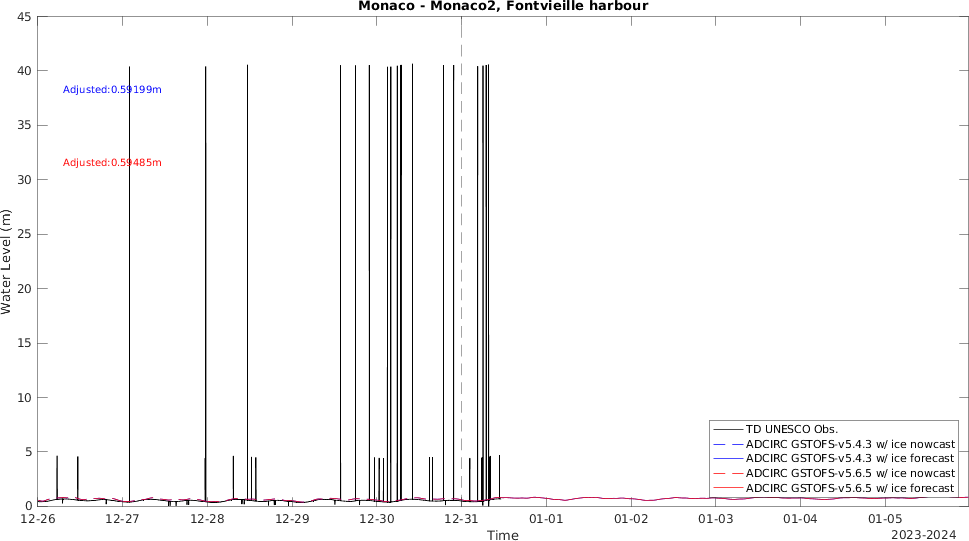 Monaco - Monaco2, Fontvieille harbour
45
40
35
30
25
20
15
10
5
0
Water Level (m)
Adjusted:0.59199m
Adjusted:0.59485m
TD UNESCO Obs.
ADCIRC GSTOFS-v5.4.3 w/ ice nowcast
ADCIRC GSTOFS-v5.4.3 w/ ice forecast
ADCIRC GSTOFS-v5.6.5 w/ ice nowcast
ADCIRC GSTOFS-v5.6.5 w/ ice forecast
12-26 12-27 12-28 12-29 12-30 12-31 01-01 01-02 01-03 01-04 01-05
Time
2023-2024